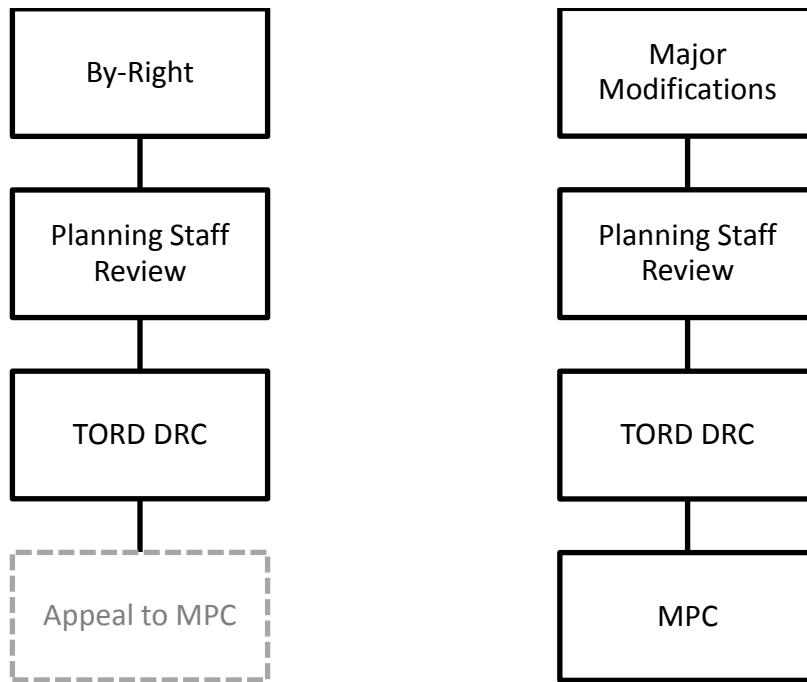 By-Right
Planning Staff
Review
TORD DRC
Appeal to MPC
Major
Modifications
Planning Staff
Review
TORD DRC
MPC